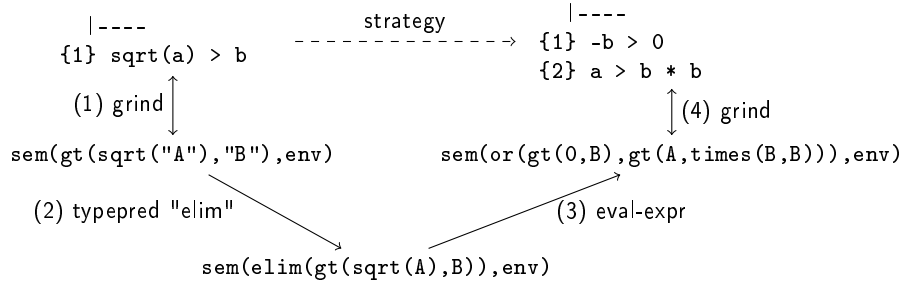 |----
{1} sqrt(a) > b
strategy
|----
{1} -b > 0
{2} a > b * b
(1) grind
(4) grind
sem(gt(sqrt("A"),"B"),env)
sem(or(gt(0,B),gt(A,times(B,B))),env)
(2) typepred "elim"
(3) eval-expr
sem(elim(gt(sqrt(A),B)),env)